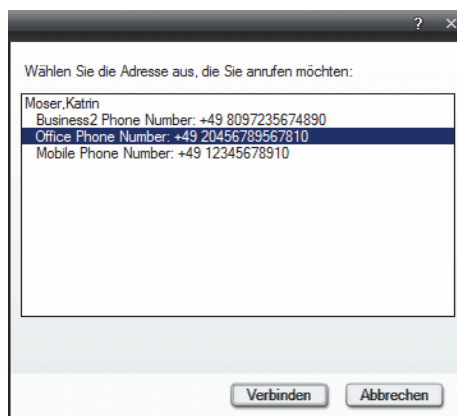 ?
Wählen Sie die Adresse aus, die Sie anrufen möchten:
Moser,Katrin
Business2 Phone Number: +49 8097235674890
Office Phone Number: +49 20456789567810
Mobile Phone Number: +49 12345678910
Verbinden Abbrechen